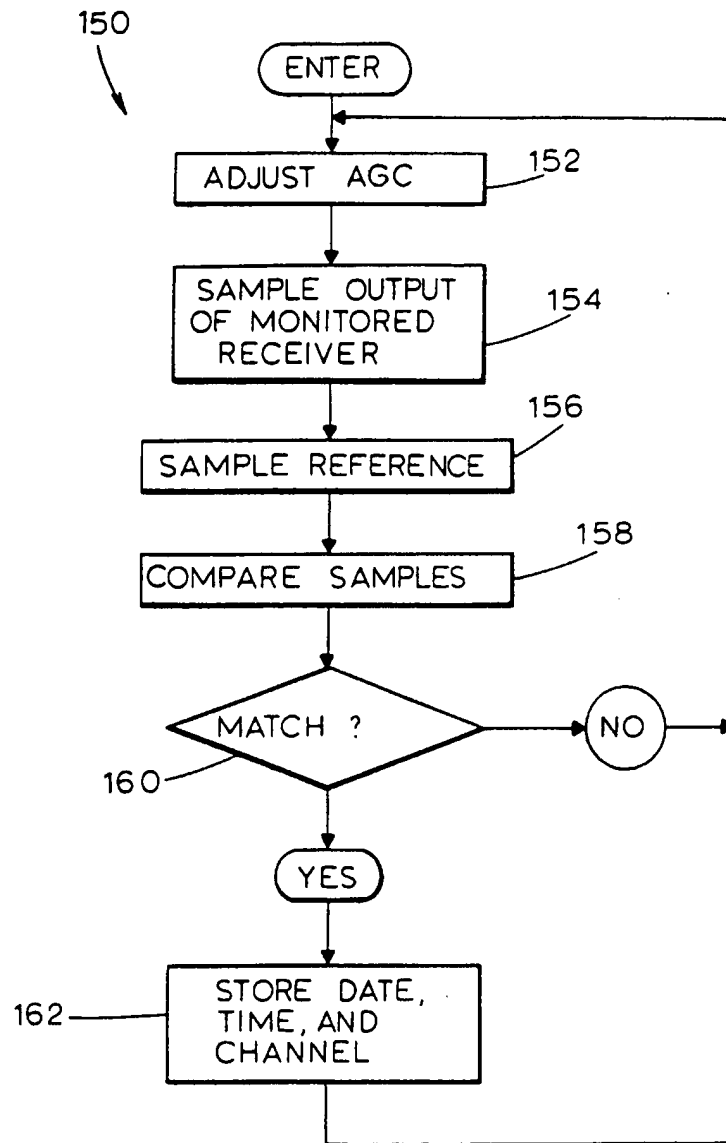 150
ENTER
ADJUST AGC
152
SAMPLE OUTPUT
OF MONITORED
RECEIVER
154
156
SAMPLE REFERENCE
158
COMPARE SAMPLES
MATCH ?
NO
160
YES
STORE DATE,
TIME, AND
CHANNEL
162